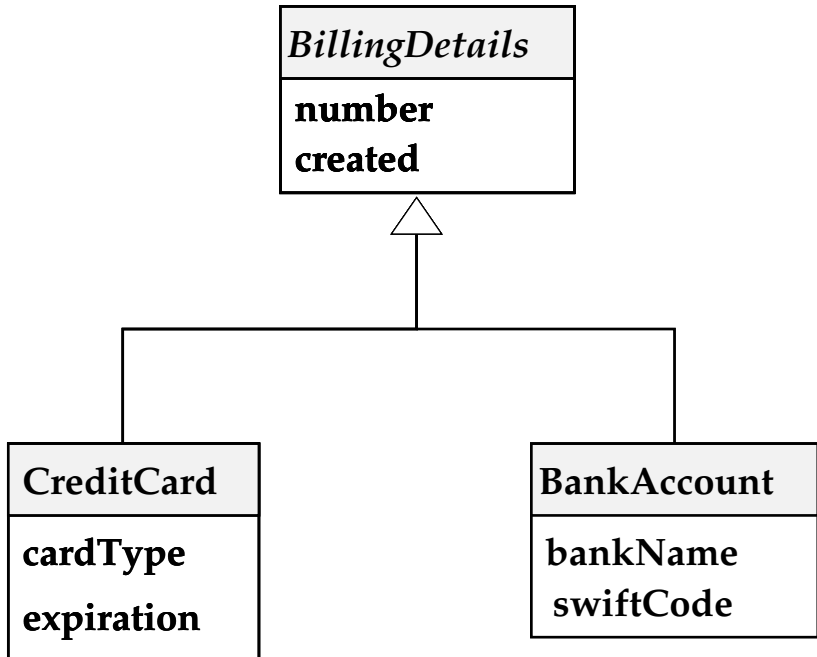 BillingDetails
number
created
CreditCard
cardType
expiration
BankAccount
bankName
swiftCode